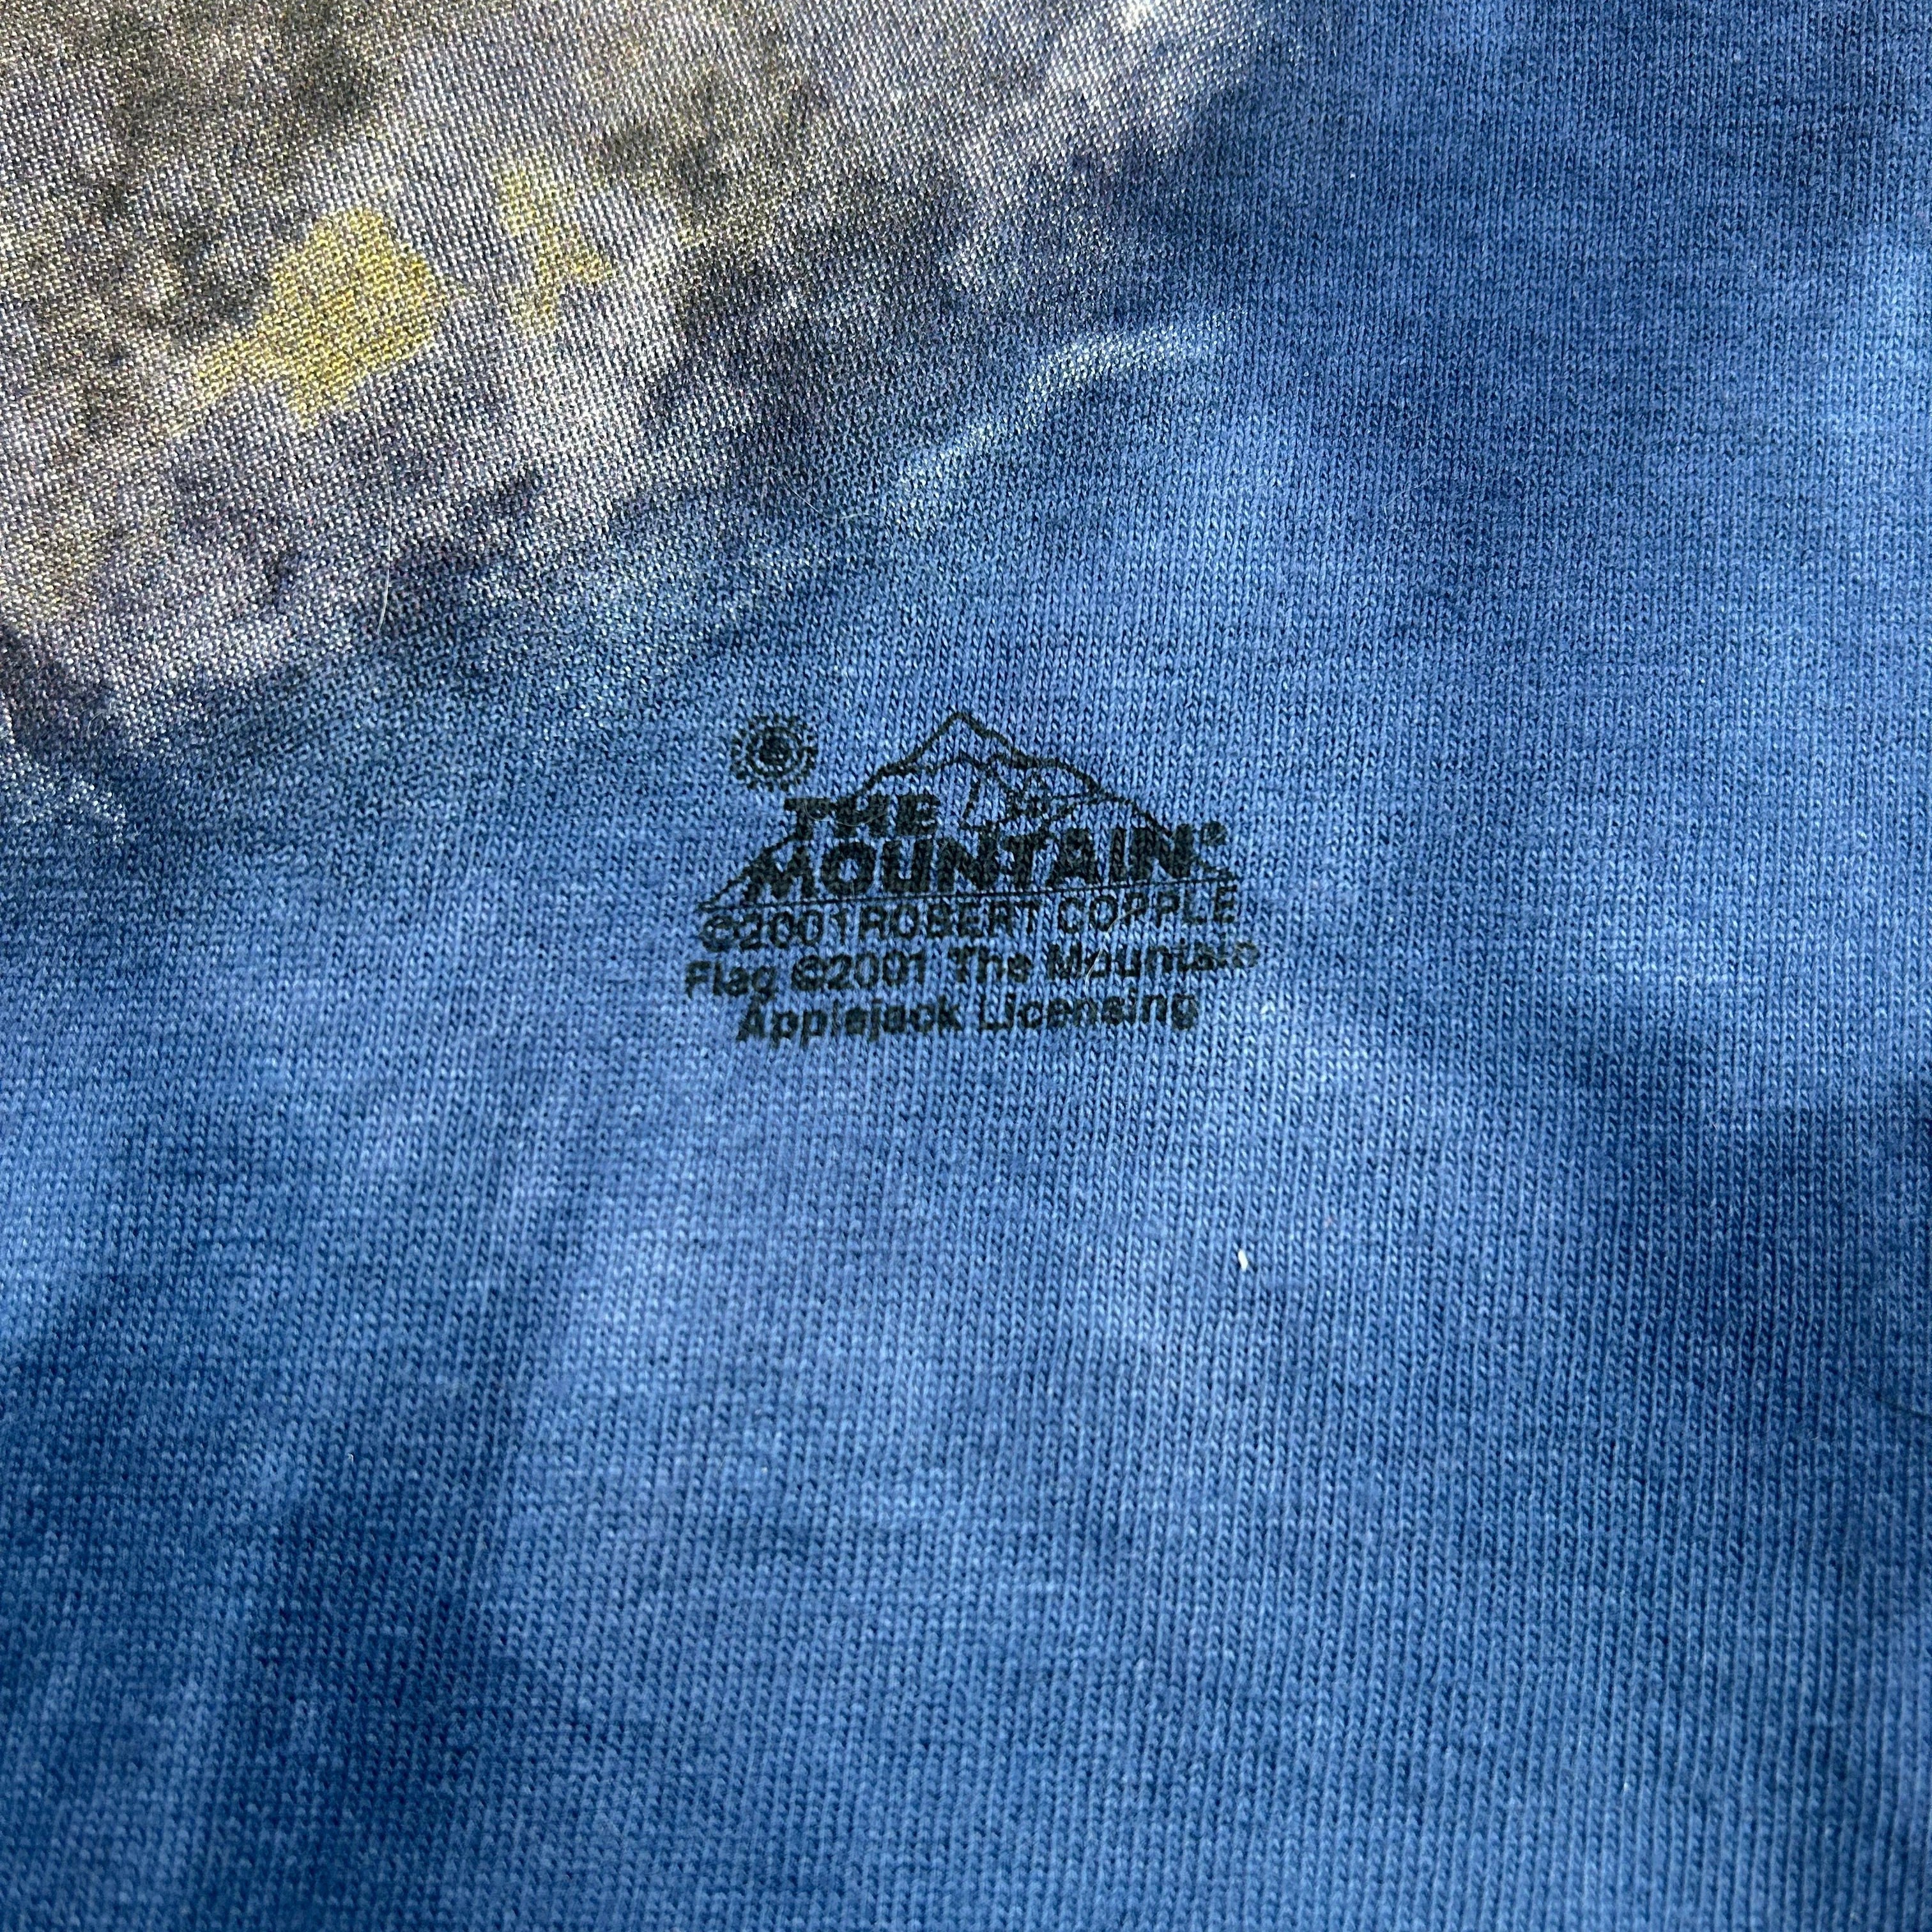 THE
MOUNTAIN®
©2001 ROBERT COPPLE
Flag ©2001 The Mountain
Applejack Licensing